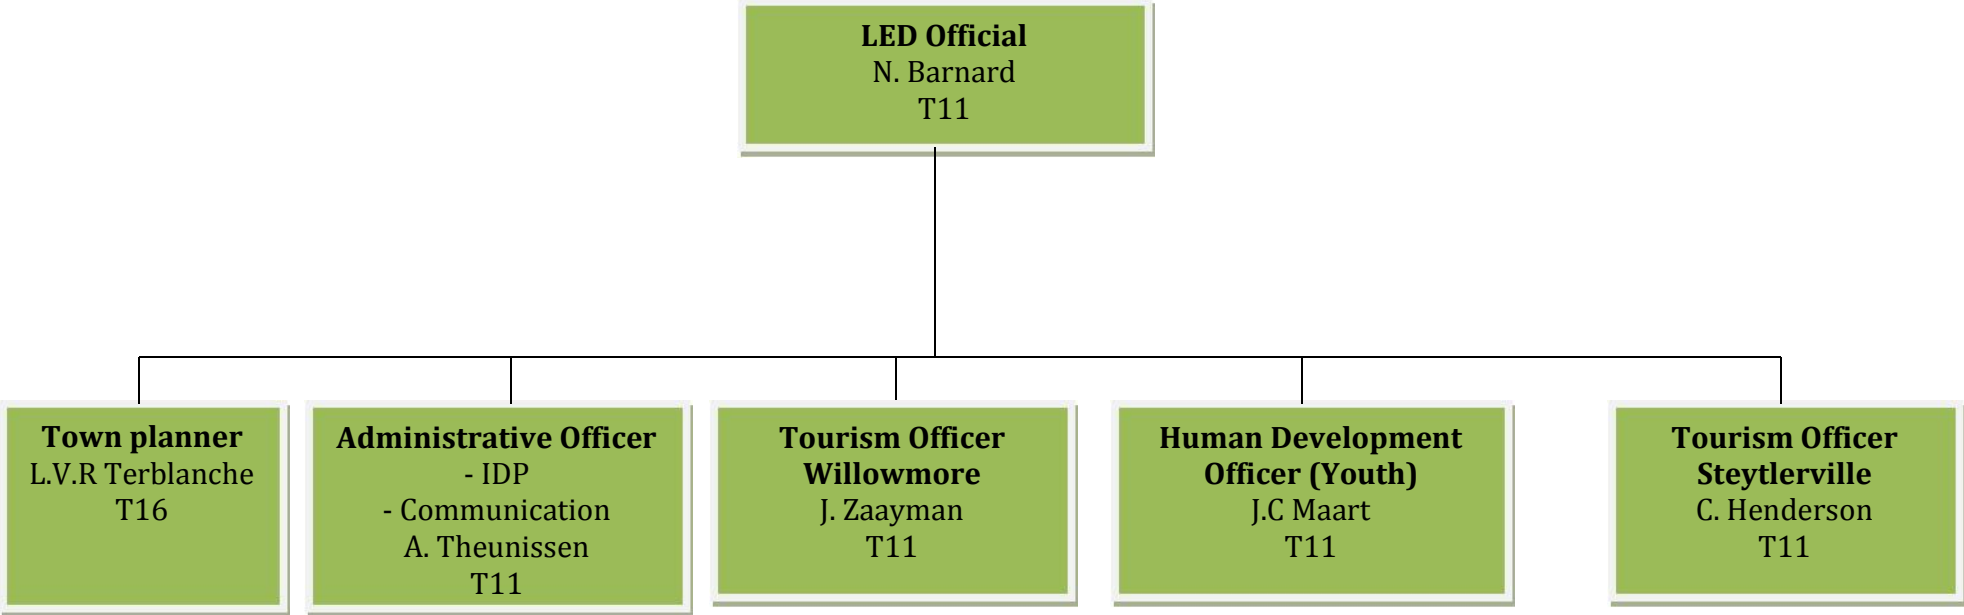 LED Official
N. Barnard
T11
Town planner
L.V.R Terblanche
T16
Administrative Officer
- IDP
- Communication
A. Theunissen
T11
Tourism Officer
Willowmore
J. Zaayman
T11
Human Development
Officer (Youth)
J.C Maart
T11
Tourism Officer
Steytlerville
C. Henderson
T11